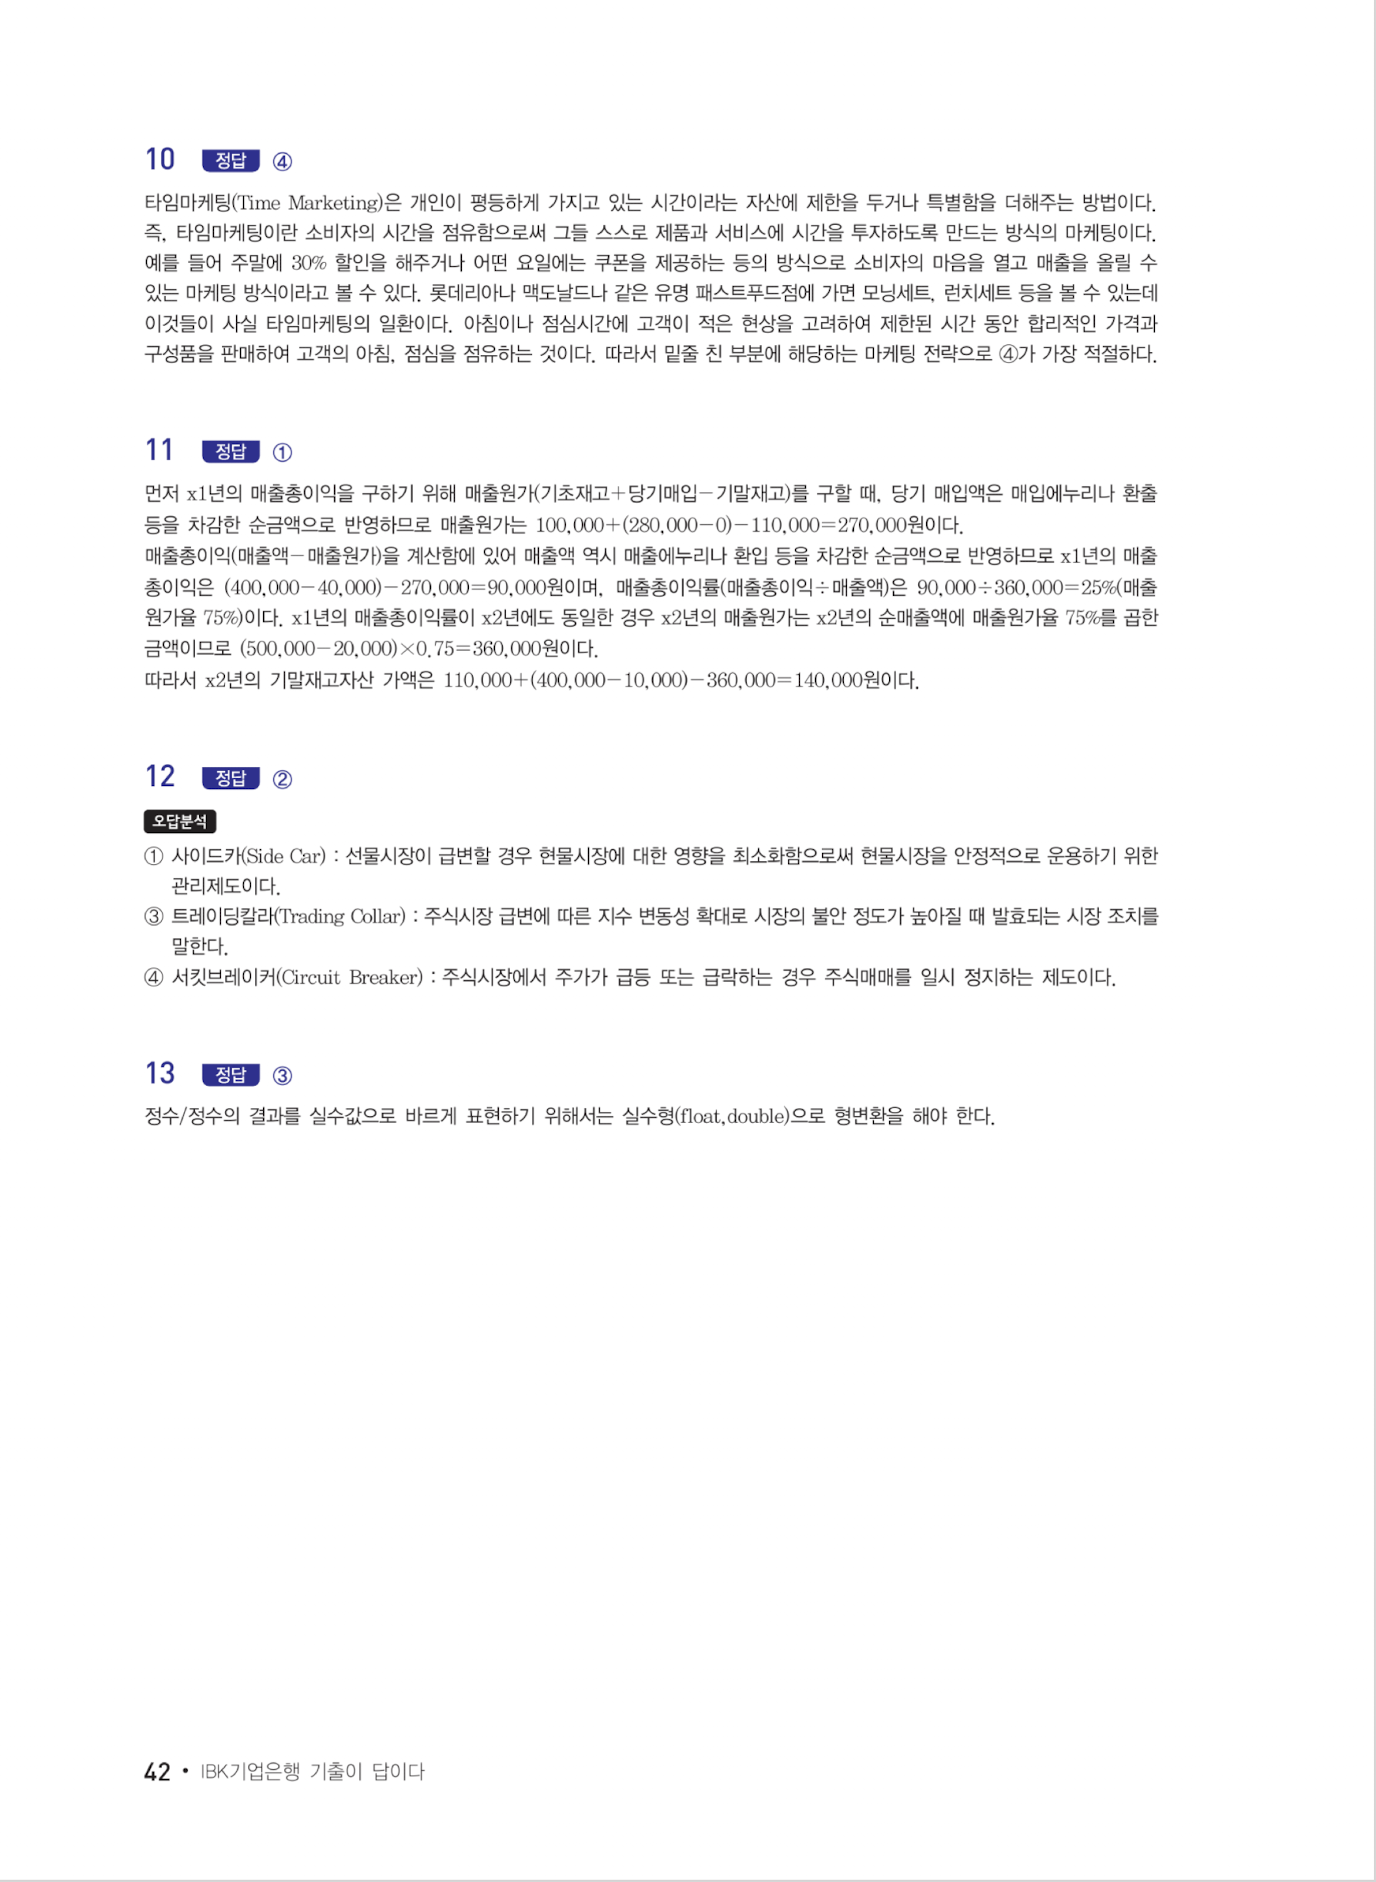 10 정답 ④
타임마케팅(Time Marketing)은 개인이 평등하게 가지고 있는 시간이라는 자산에 제한을 두거나 특별함을 더해주는 방법이다.
즉, 타임마케팅이란 소비자의 시간을 점유함으로써 그들 스스로 제품과 서비스에 시간을 투자하도록 만드는 방식의 마케팅이다.
예를 들어 주말에 30% 할인을 해주거나 어떤 요일에는 쿠폰을 제공하는 등의 방식으로 소비자의 마음을 열고 매출을 올릴 수
있는 마케팅 방식이라고 볼 수 있다. 롯데리아나 맥도날드나 같은 유명 패스트푸드점에 가면 모닝세트, 런치세트 등을 볼 수 있는데
이것들이 사실 타임마케팅의 일환이다. 아침이나 점심시간에 고객이 적은 현상을 고려하여 제한된 시간 동안 합리적인 가격과
구성품을 판매하여 고객의 아침, 점심을 점유하는 것이다. 따라서 밑줄 친 부분에 해당하는 마케팅 전략으로 ④가 가장 적절하다.
11 정답 ①
먼저 x1년의 매출총이익을 구하기 위해 매출원가(기초재고+당기매입-기말재고)를 구할 때, 당기 매입액은 매입에누리나 환출
등을 차감한 순금액으로 반영하므로 매출원가는 100,000+(280,000-0)-110,000=270,000원이다.
매출총이익(매출액-매출원가)을 계산함에 있어 매출액 역시 매출에누리나 환입 등을 차감한 순금액으로 반영하므로 x1년의 매출
총이익은 (400,000-40,000)-270,000=90,000원이며, 매출총이익률(매출총이익÷매출액)은 90,000÷360,000=25%(매출
원가율 75%)이다. x1년의 매출총이익률이 x2년에도 동일한 경우 x2년의 매출원가는 x2년의 순매출액에 매출원가율 75%를 곱한
금액이므로 (500,000-20,000)×0.75=360,000원이다.
따라서 x2년의 기말재고자산 가액은 110,000+(400,000-10,000)-360,000=140,000원이다.
12 정답 ②
오답분석
① 사이드카(Side Car) : 선물시장이 급변할 경우 현물시장에 대한 영향을 최소화함으로써 현물시장을 안정적으로 운용하기 위한
관리제도이다.
③ 트레이딩칼라(Trading Collar) : 주식시장 급변에 따른 지수 변동성 확대로 시장의 불안 정도가 높아질 때 발효되는 시장 조치를
말한다.
④ 서킷브레이커(Circuit Breaker) : 주식시장에서 주가가 급등 또는 급락하는 경우 주식매매를 일시 정지하는 제도이다.
13 정답 ③
정수/정수의 결과를 실수값으로 바르게 표현하기 위해서는 실수형(float,double)으로 형변환을 해야 한다.
42 • IBK기업은행 기출이 답이다